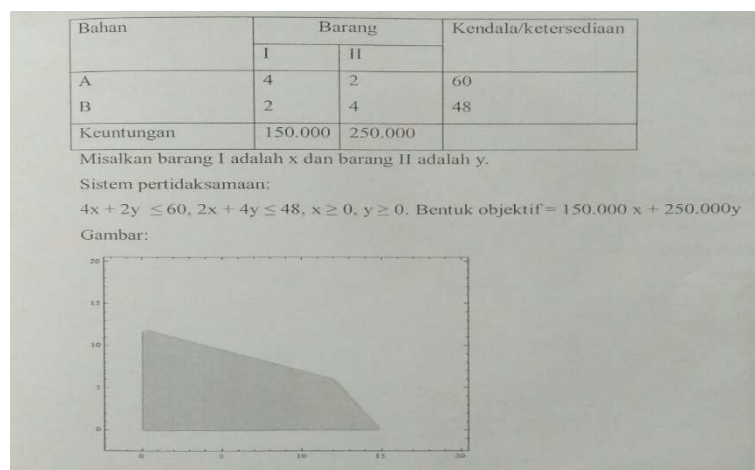 Bahan Barang Kendala/ketersediaan
I II
A 4 2 60
B 2 4 48
Keuntungan 150.000 250.000
Misalkan barang I adalah x dan barang II adalah y.
Sistem pertidaksamaan:
4x + 2y ≤ 60, 2x + 4y ≤ 48, x ≥ 0, y ≥ 0. Bentuk objektif = 150.000 x + 250.000y
Gambar:
20
10
0
0 10 15 20